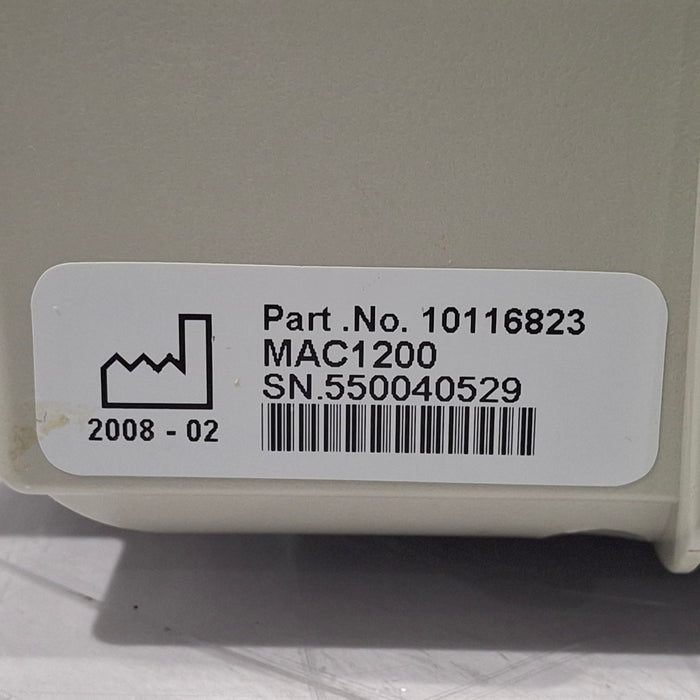 Part .No. 10116823
MAC1200
SN.550040529
2008 - 02